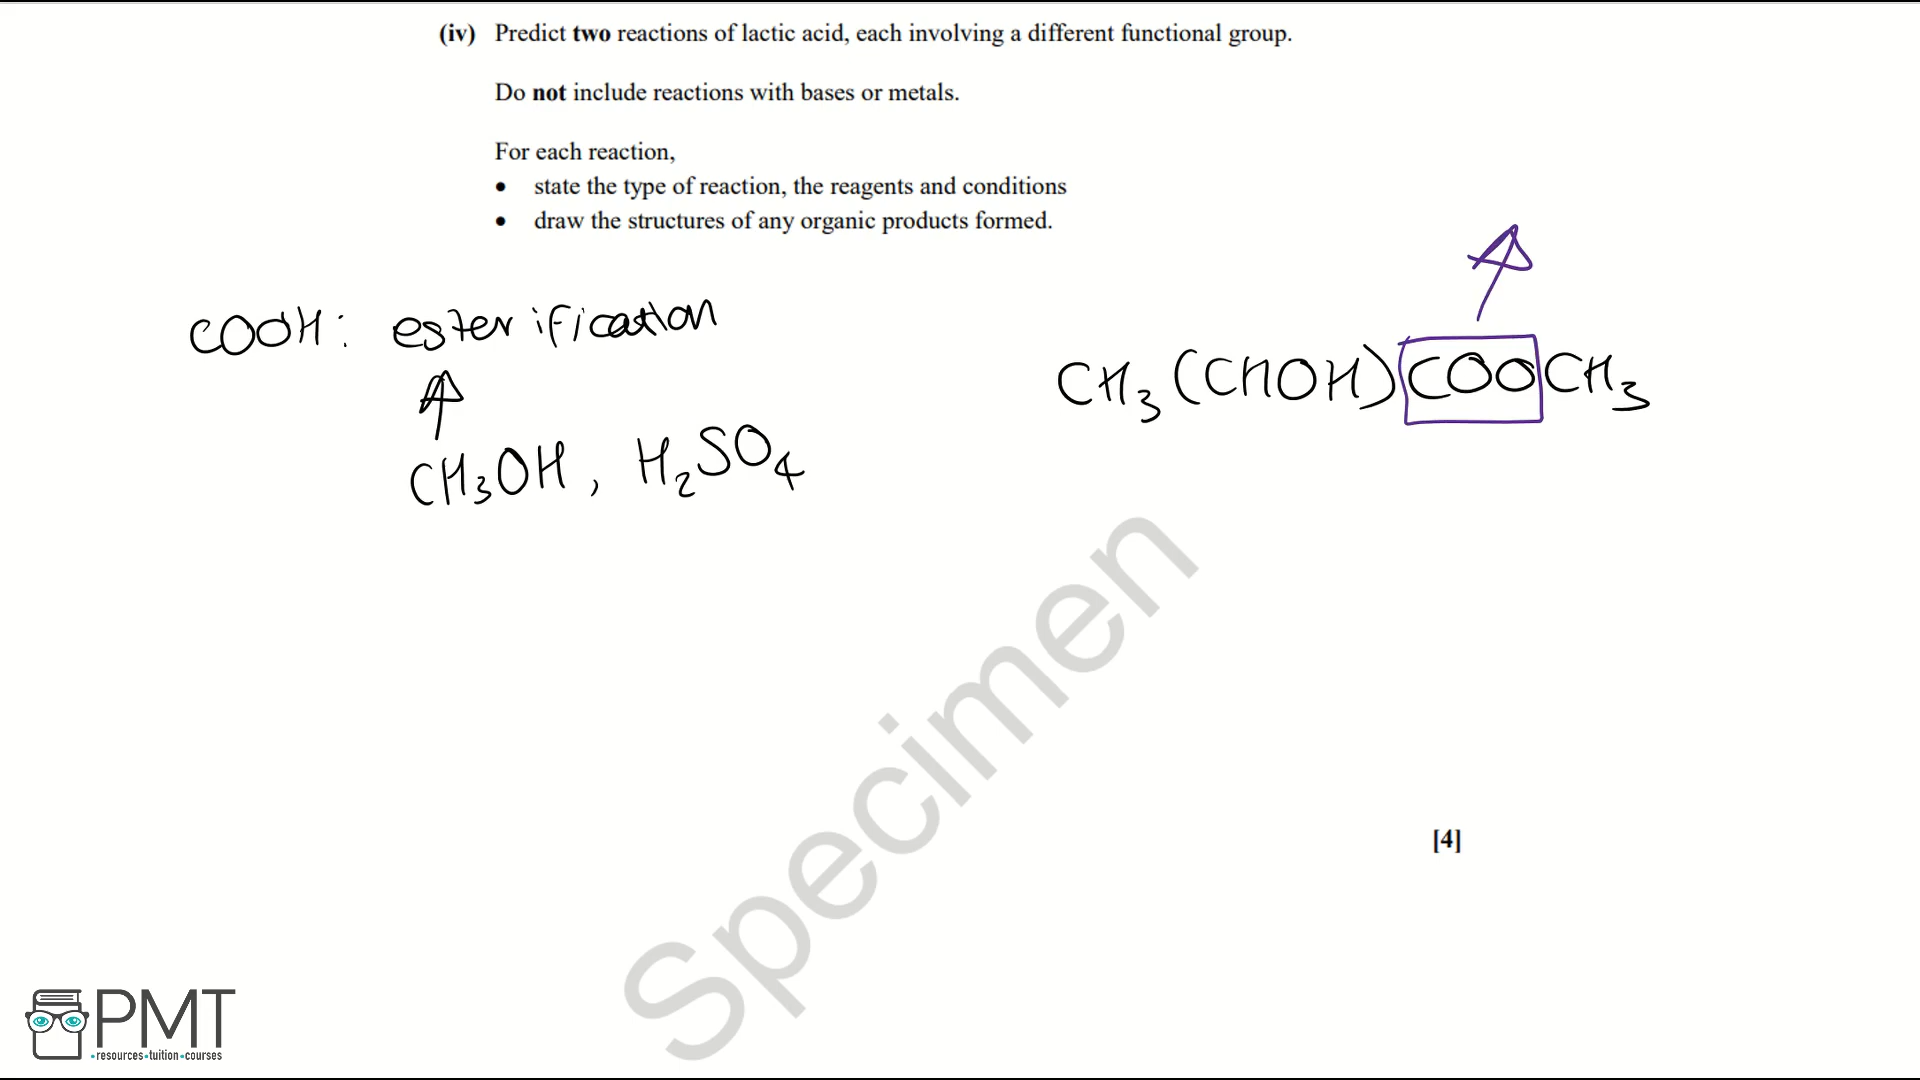 (iv) Predict two reactions of lactic acid, each involving a different functional group.
Do not include reactions with bases or metals.
For each reaction,
• state the type of reaction, the reagents and conditions
• draw the structures of any organic products formed.
COOH: esterification
CH₃(CHOH)COOCH₃
CH₃OH, H₂SO₄
Specimen
[4]
PMT
•resources•tuition•courses